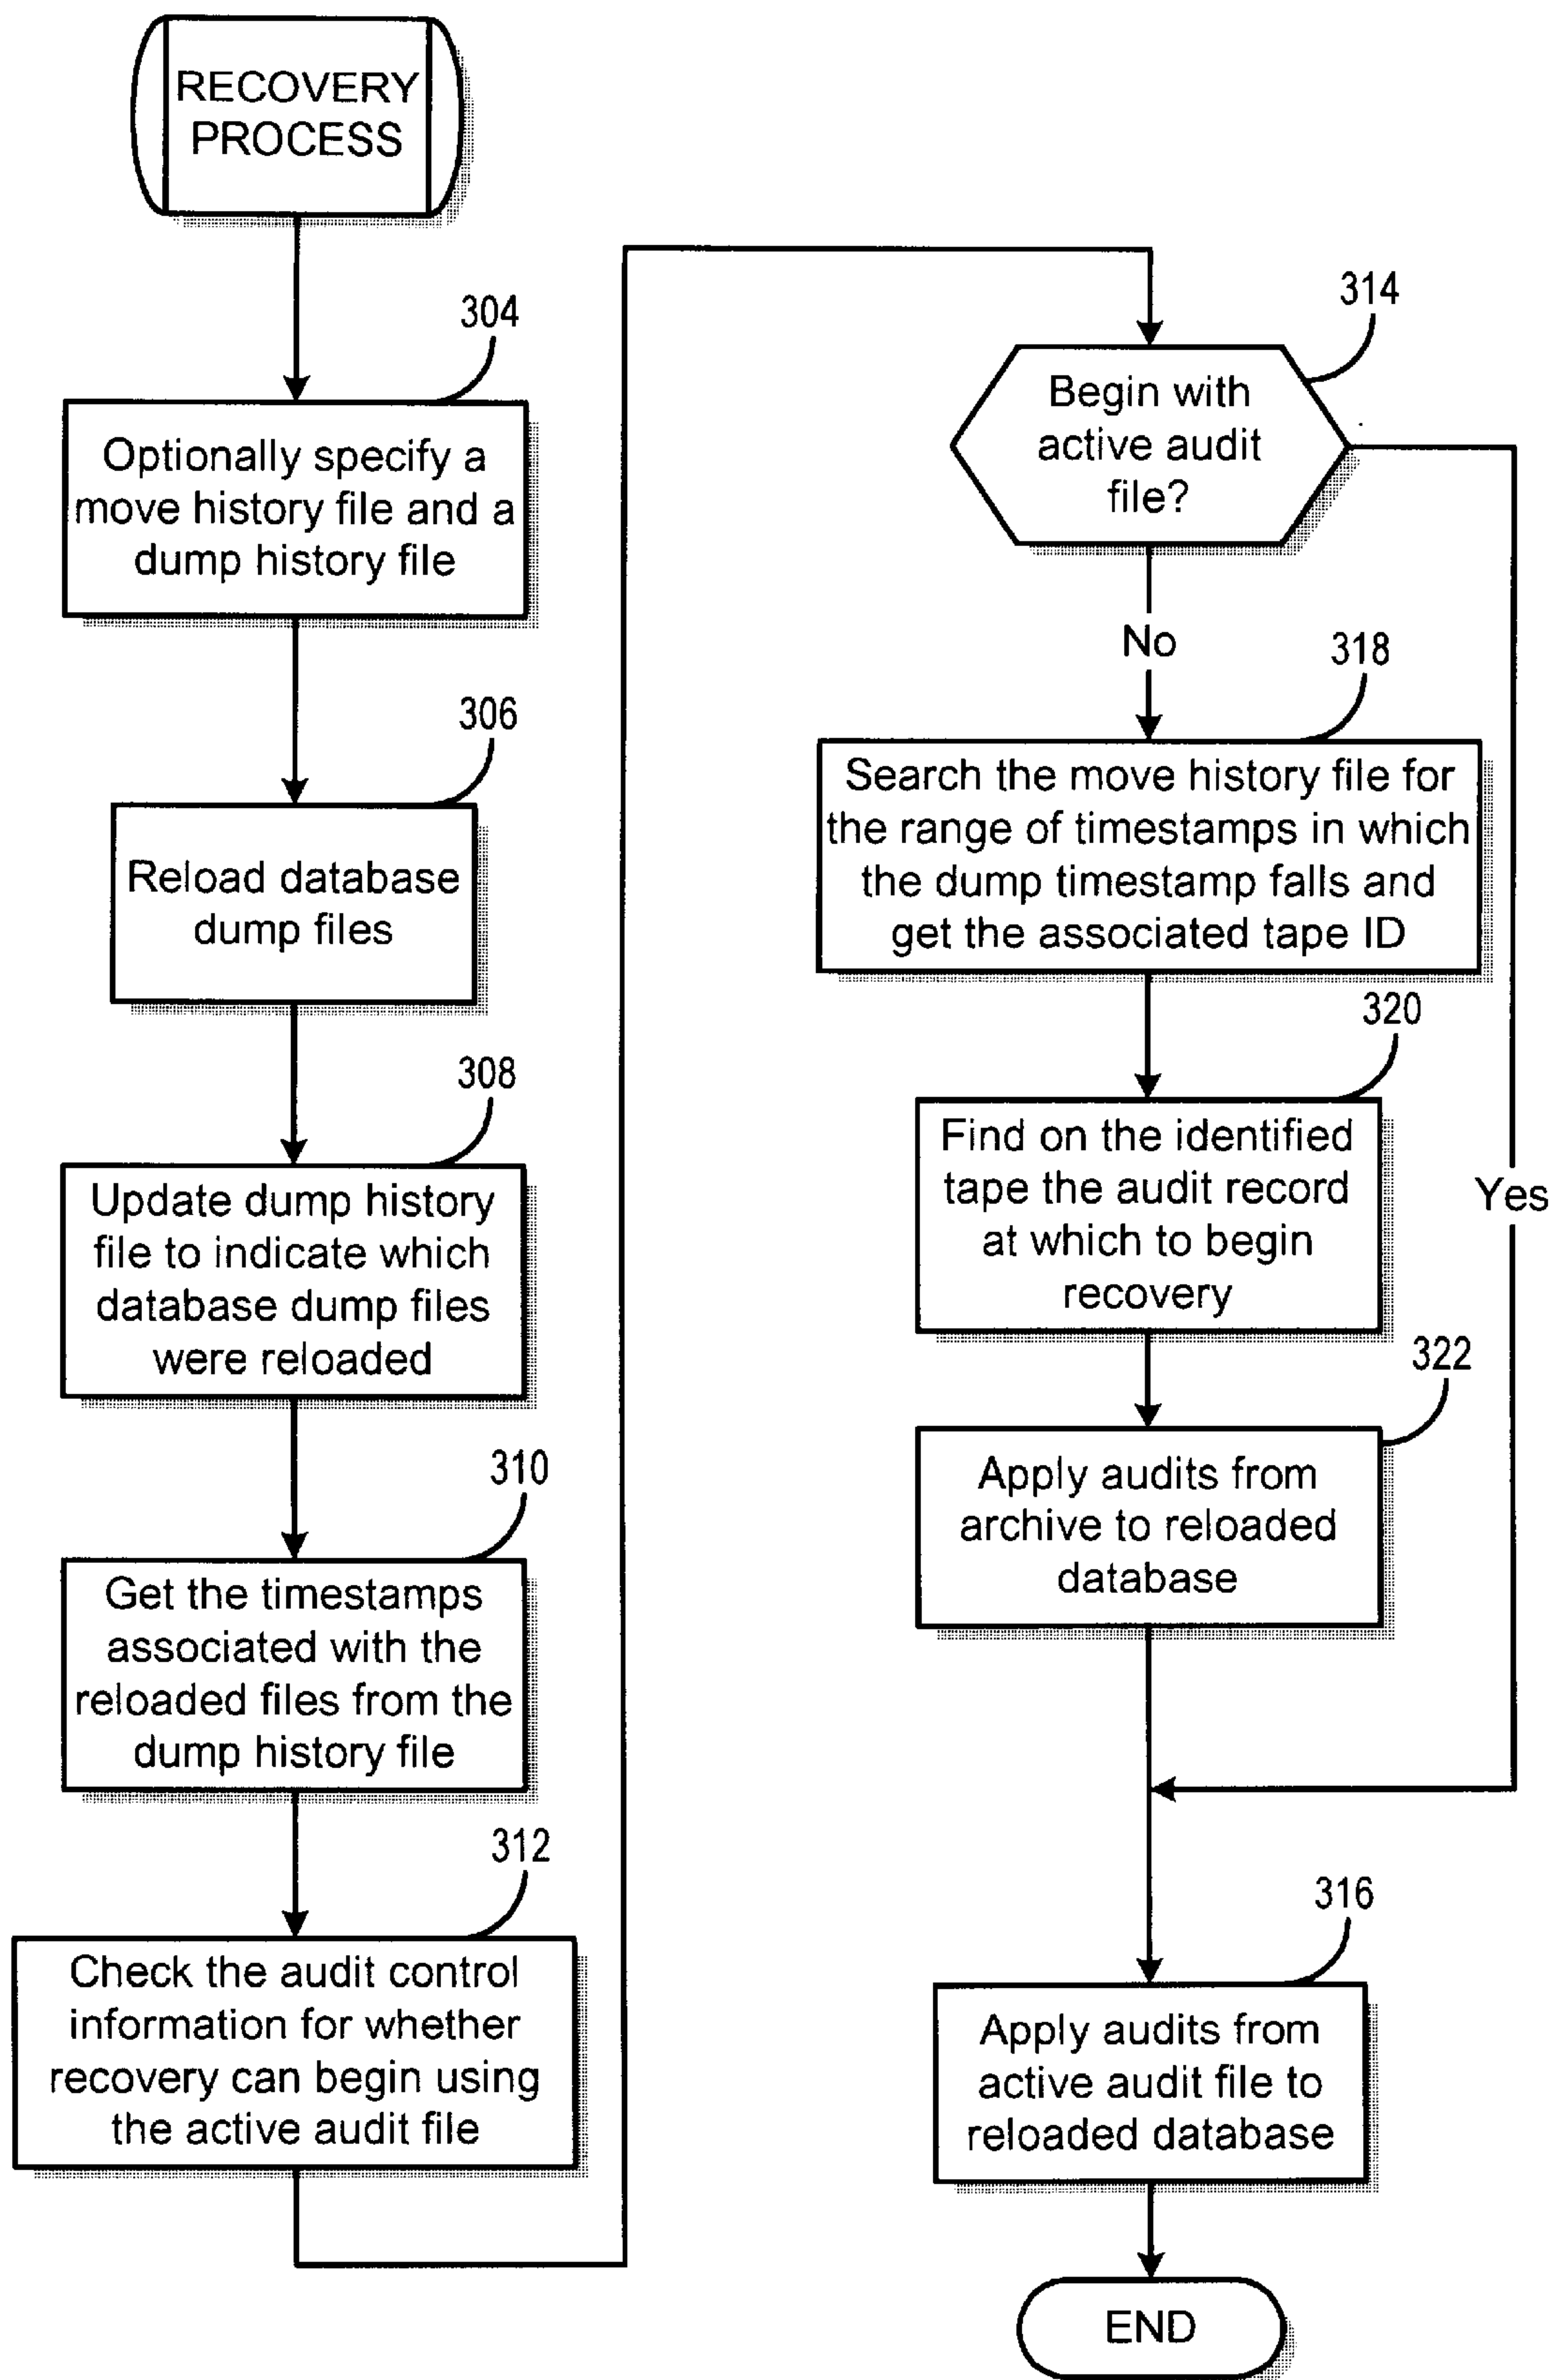 RECOVERY
PROCESS
304
Optionally specify a
move history file and a
dump history file
306
Reload database
dump files
308
Update dump history
file to indicate which
database dump files
were reloaded
310
Get the timestamps
associated with the
reloaded files from the
dump history file
312
Check the audit control
information for whether
recovery can begin using
the active audit file
314
Begin with
active audit
file?
No
Yes
318
Search the move history file for
the range of timestamps in which
the dump timestamp falls and
get the associated tape ID
320
Find on the identified
tape the audit record
at which to begin
recovery
322
Apply audits from
archive to reloaded
database
316
Apply audits from
active audit file to
reloaded database
END